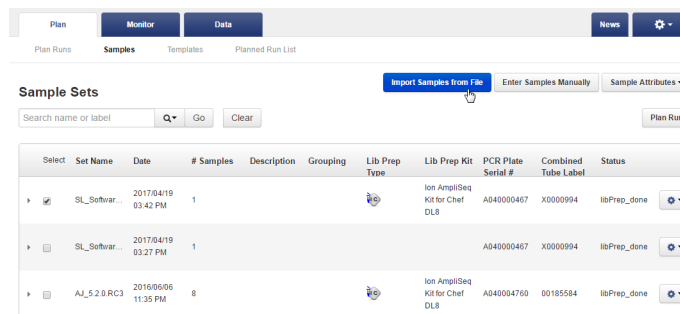 Plan Monitor Data News
Plan Runs Samples Templates Planned Run List
Import Samples from File Enter Samples Manually Sample Attributes
Sample Sets
Search name or label Go Clear
Plan Run
Select Set Name Date # Samples Description Grouping Lib Prep Type Lib Prep Kit PCR Plate Serial # Combined Tube Label Status
SL_Softwar... 2017/04/19 03:42 PM 1 Ion AmpliSeq Kit for Chef DL8 A040000467 X0000994 libPrep_done
SL_Softwar... 2017/04/19 03:27 PM 1 A040000467 X0000994 libPrep_done
AJ_5.2.0.RC3 2016/06/06 11:35 PM 8 Ion AmpliSeq Kit for Chef DL8 A040004760 00185584 libPrep_done